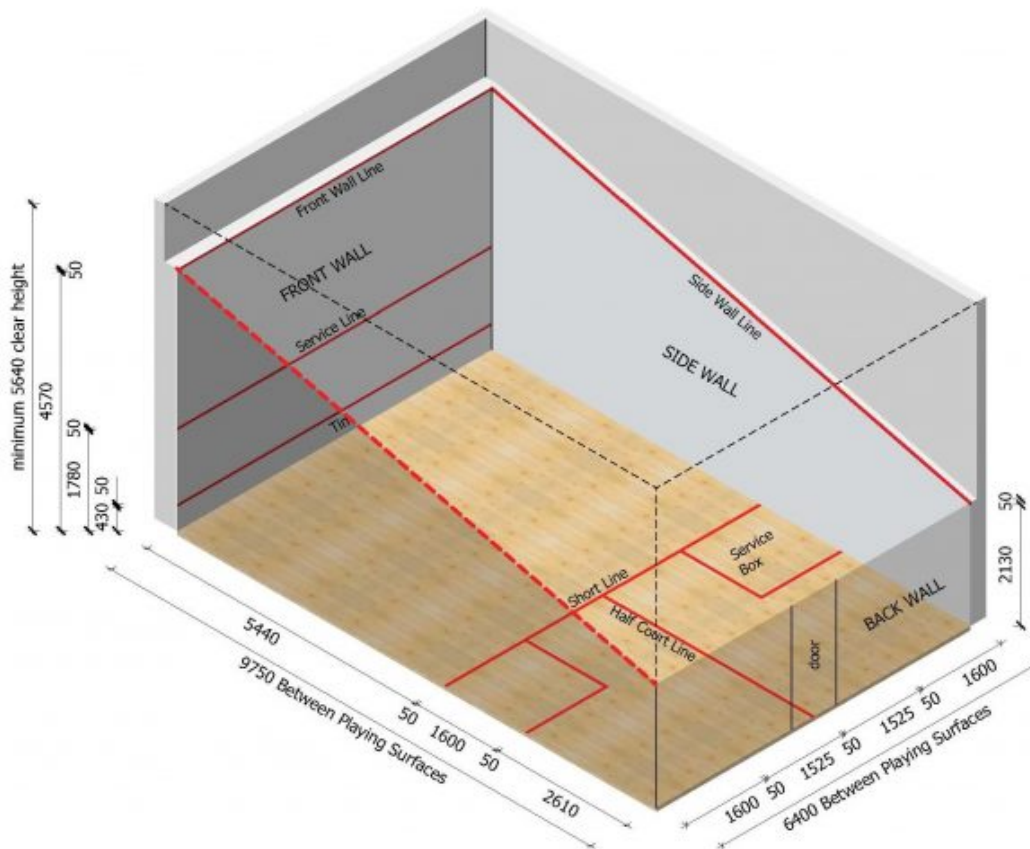 Front Wall Line
FRONT WALL
Service Line
Tin
Side Wall Line
SIDE WALL
Service
Box
Short Line
Half Court Line
door
BACK WALL
minimum 5640 clear height
4570
50
1780
50
430
50
50
2130
5440
50
1600
50
2610
9750 Between Playing Surfaces
1600
50
1525
50
1525
50
1600
6400 Between Playing Surfaces